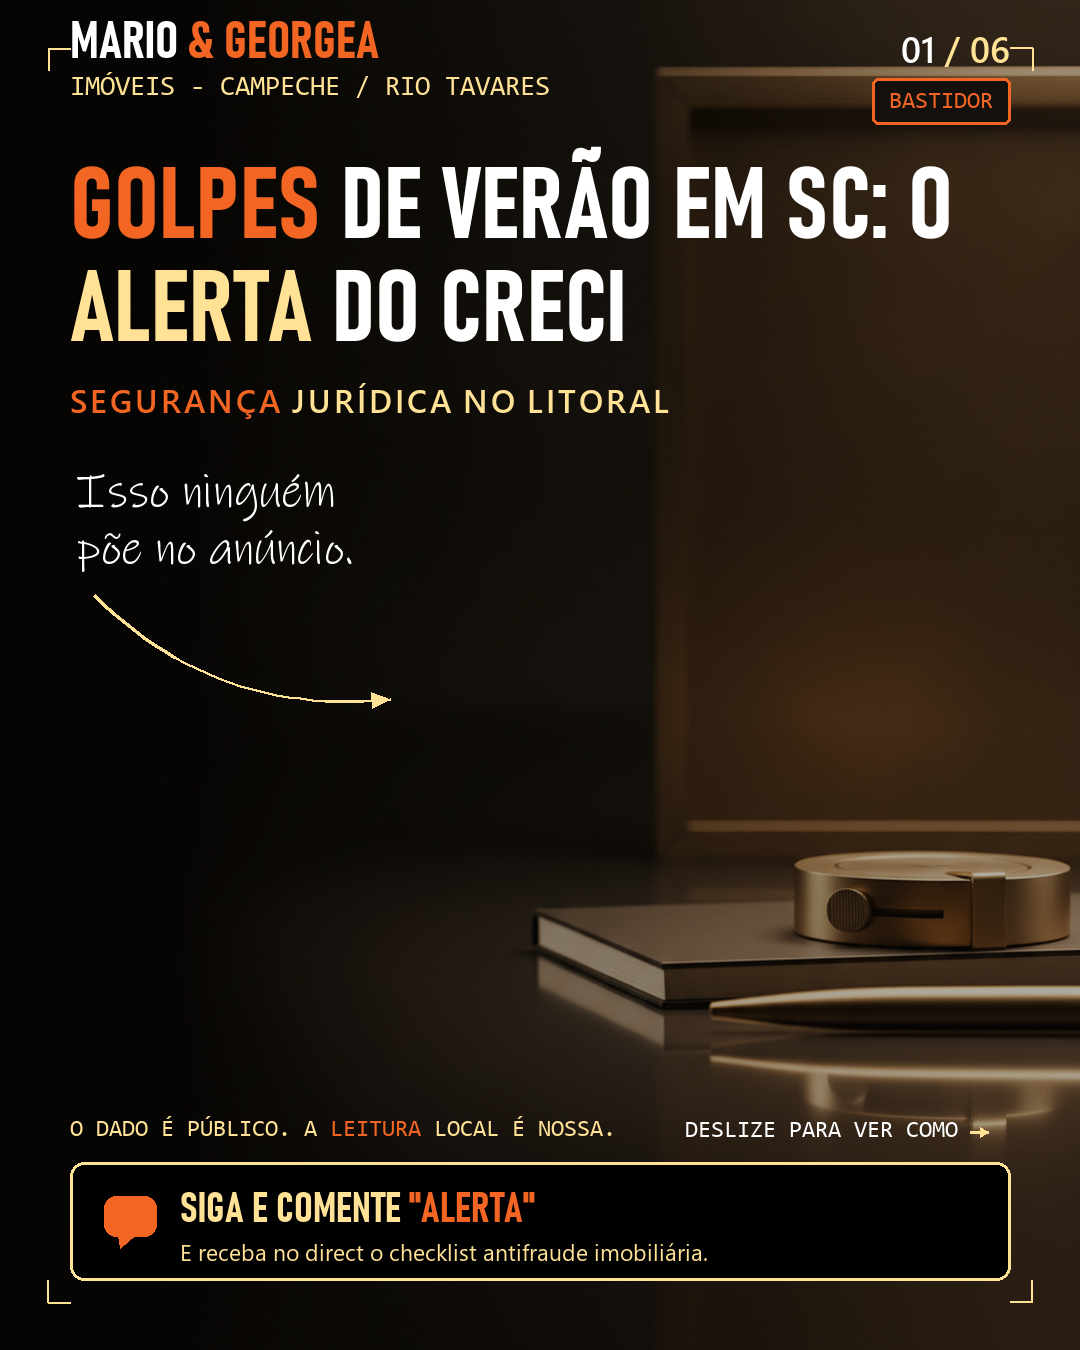 MARIO & GEORGEA
IMÓVEIS - CAMPECHE / RIO TAVARES
01 / 06
BASTIDOR
GOLPES DE VERÃO EM SC: O
ALERTA DO CRECI
SEGURANÇA JURÍDICA NO LITORAL
Isso ninguém
põe no anúncio.
O DADO É PÚBLICO. A LEITURA LOCAL É NOSSA.
DESLIZE PARA VER COMO →
SIGA E COMENTE "ALERTA"
E receba no direct o checklist antifraude imobiliária.